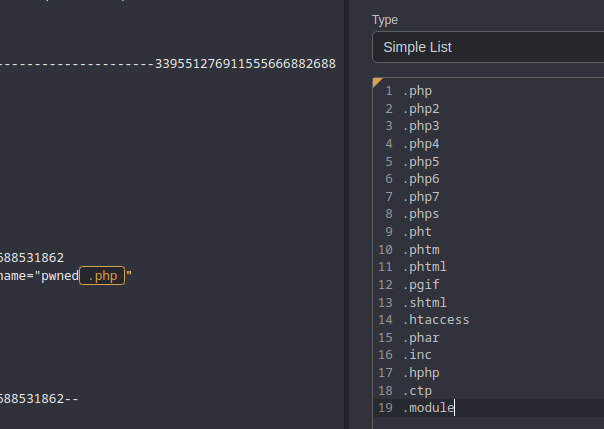 ---------------------339551276911555666882688
688531862
name="pwned .php "
688531862--
Type
Simple List
1 .php
2 .php2
3 .php3
4 .php4
5 .php5
6 .php6
7 .php7
8 .phps
9 .pht
10 .phtm
11 .phtml
12 .pgif
13 .shtml
14 .htaccess
15 .phar
16 .inc
17 .hphp
18 .ctp
19 .module